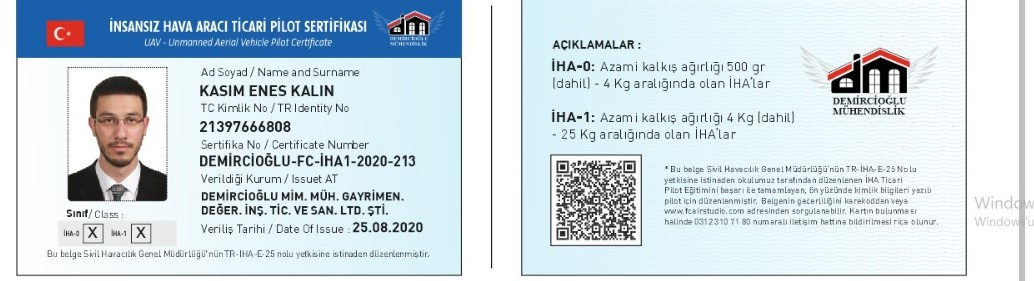 İNSANSIZ HAVA ARACI TİCARİ PİLOT SERTİFİKASI
UAV - Unmanned Aerial Vehicle Pilot Certificate
DEMİRCİOĞLU
MÜHENDİSLİK
Ad Soyad / Name and Surname
KASIM ENES KALIN
TC Kimlik No / TR Identity No
21397666808
Sertifika No / Certificate Number
DEMİRCİOĞLU-FC-İHA1-2020-213
Verildiği Kurum / Issuet AT
DEMİRCİOĞLU MİM. MÜH. GAYRİMEN.
DEĞER. İNŞ. TİC. VE SAN. LTD. ŞTİ.
Veriliş Tarihi / Date Of Issue : 25.08.2020
Sınıf/ Class :
İHA-0 X İHA-1 X
Bu belge Sivil Havacılık Genel Müdürlüğü'nün TR-İHA-E-25 nolu yetkisine istinaden düzenlenmiştir.
AÇIKLAMALAR :
İHA-0: Azami kalkış ağırlığı 500 gr
(dahil) - 4 Kg aralığında olan İHA'lar
İHA-1: Azami kalkış ağırlığı 4 Kg (dahil)
- 25 Kg aralığında olan İHA'lar
dm
DEMİRCİOĞLU
MÜHENDİSLİK
* Bu belge Sivil Havacılık Genel Müdürlüğü'nün TR-İHA-E-25 No lu
yetkisine istinaden okulumuz tarafından düzenlenen İHA Ticari
Pilot Eğitimini başarı ile tamamlayan, ön yüzünde kimlik bilgileri yazılı
pilot için düzenlenmiştir. Belgenin geçerliliğini karekoddan veya
www.fcairstudio.com adresinden sorgulanabilir. Kartın bulunması
halinde 0312 310 71 80 numaralı iletişim hattına bildirilmesi rica olunur.
Window
Windows'u